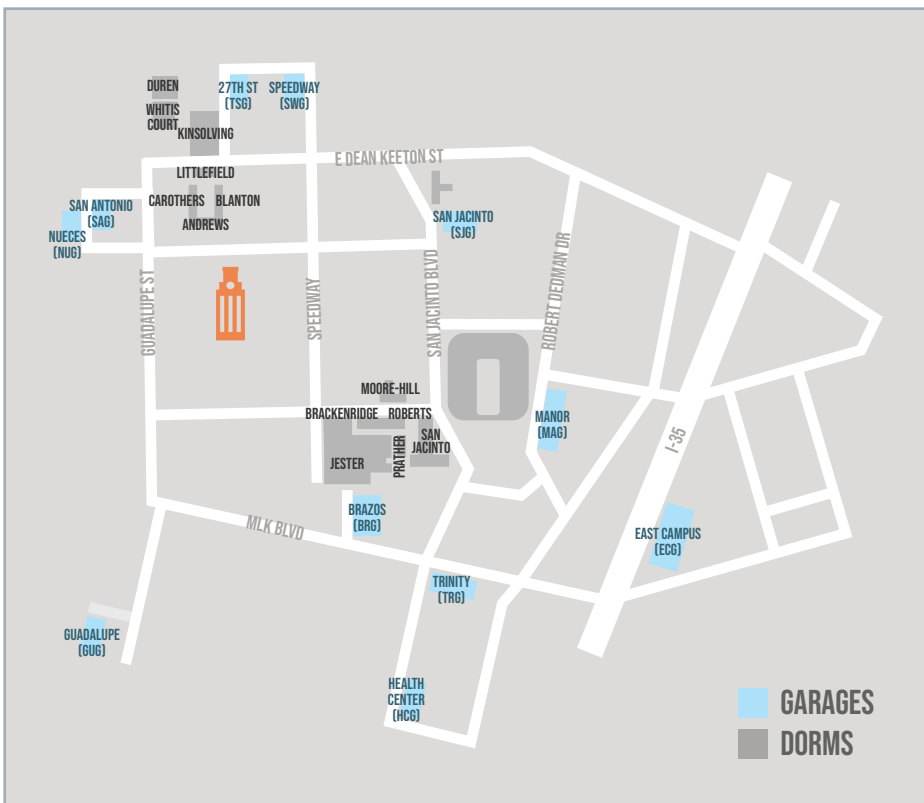 DUREN
WHITIS
COURT
KINSOLVING
27TH ST
(TSG)
SPEEDWAY
(SWG)
E DEAN KEETON ST
LITTLEFIELD
CAROTHERS
BLANTON
ANDREWS
SAN ANTONIO
(SAG)
NUECES
(NUG)
SAN JACINTO
(SJG)
GUADALUPE ST
SPEEDWAY
SAN JACINTO BLVD
ROBERT DEDMAN DR
MOORE-HILL
BRACKENRIDGE
ROBERTS
PRATHER
SAN
JACINTO
JESTER
MANOR
(MAG)
I-35
BRAZOS
(BRG)
MLK BLVD
EAST CAMPUS
(ECG)
TRINITY
(TRG)
GUADALUPE
(GUG)
HEALTH
CENTER
(HCG)
GARAGES
DORMS